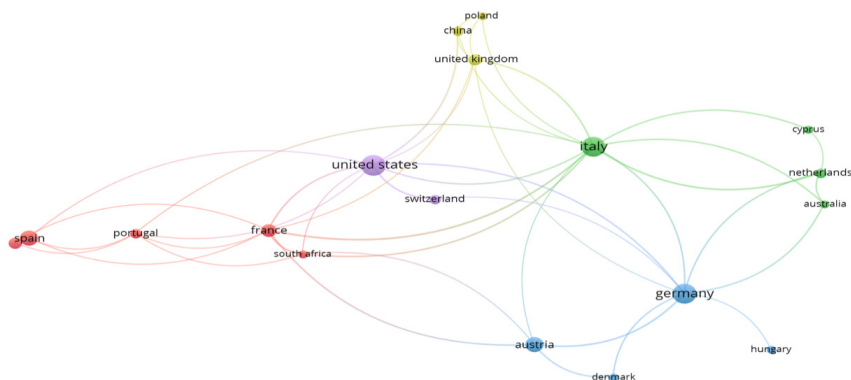 poland
china
united kingdom
italy
cyprus
united states
netherlands
switzerland
australia
spain
portugal
france
south africa
germany
austria
hungary
denmark